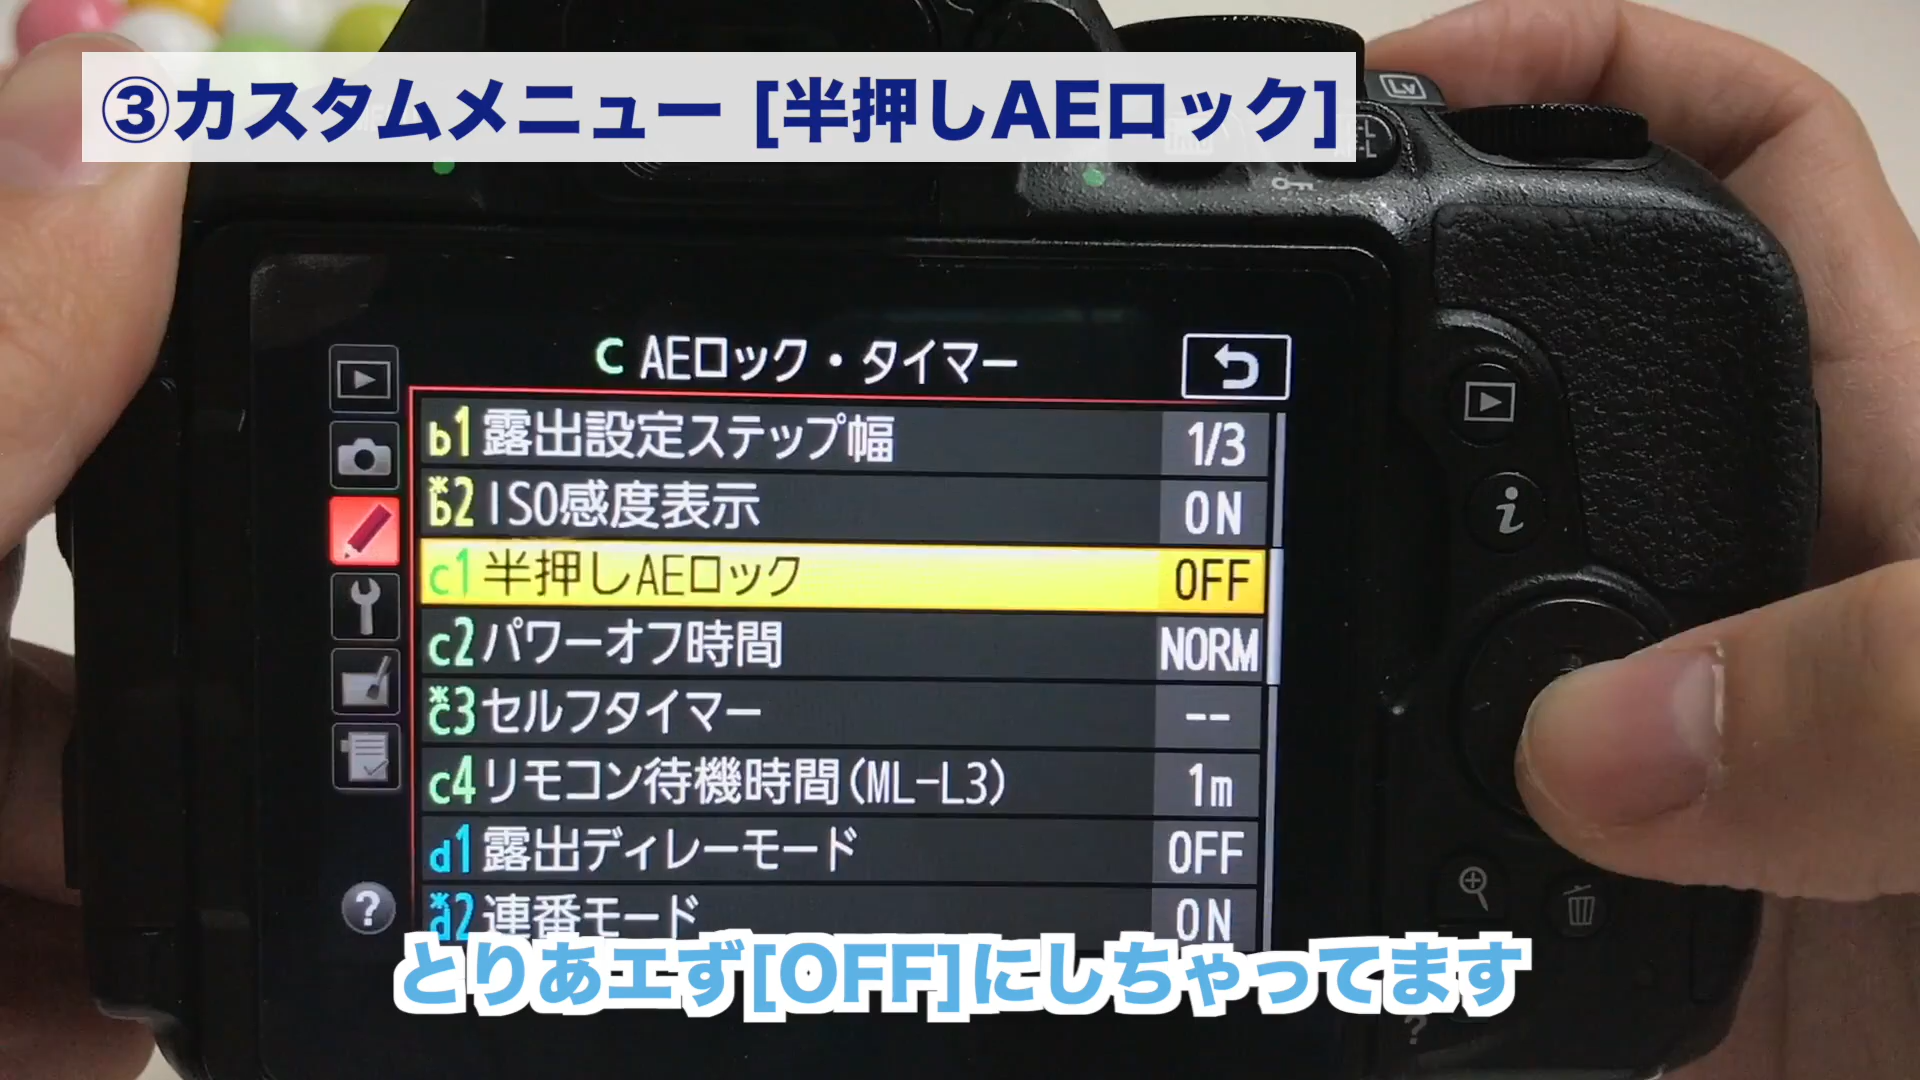 ③カスタムメニュー [半押しAEロック]
Lv
C AEロック・タイマー
b1 露出設定ステップ幅 1/3
*b2 ISO感度表示 ON
c1 半押しAEロック OFF
c2 パワーオフ時間 NORM
*c3 セルフタイマー --
c4 リモコン待機時間(ML-L3) 1m
d1 露出ディレーモード OFF
*d2 連番モード ON
i
?
とりあエず[OFF]にしちゃってます
?